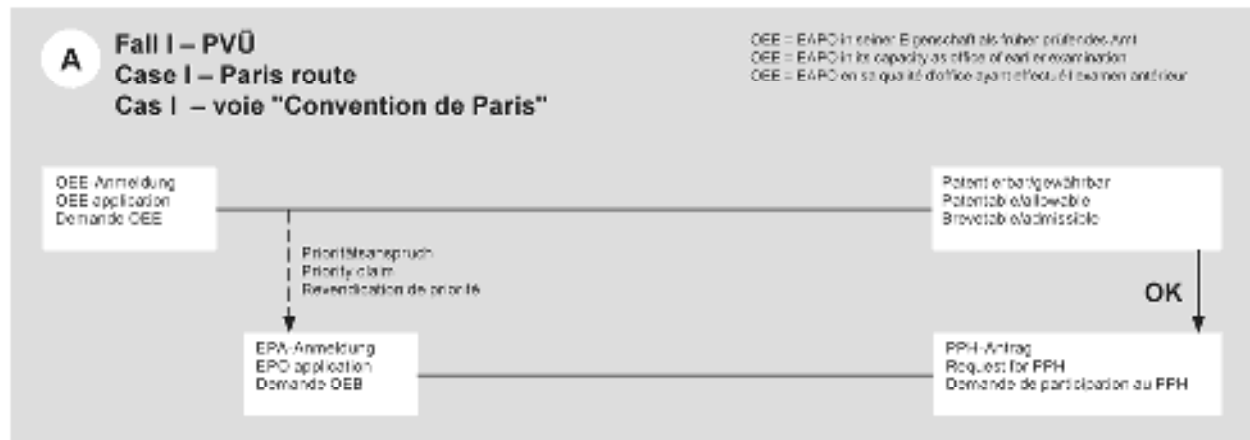 A
Fall I – PVÜ
Case I – Paris route
Cas I – voie "Convention de Paris"
OEE = EAPO in seiner Eigenschaft als früher prüfendes Amt
OEE = EAPO in its capacity as office of earlier examination
OEE = EAPO en sa qualité d'office ayant effectué l'examen antérieur
OEE-Anmeldung
OEE application
Demande OEE
Patentierbar/gewährbar
Patentable/allowable
Brevetable/admissible
Prioritätsanspruch
Priority claim
Revendication de priorité
OK
EPA-Anmeldung
EPO application
Demande OEB
PPH-Antrag
Request for PPH
Demande de participation au PPH